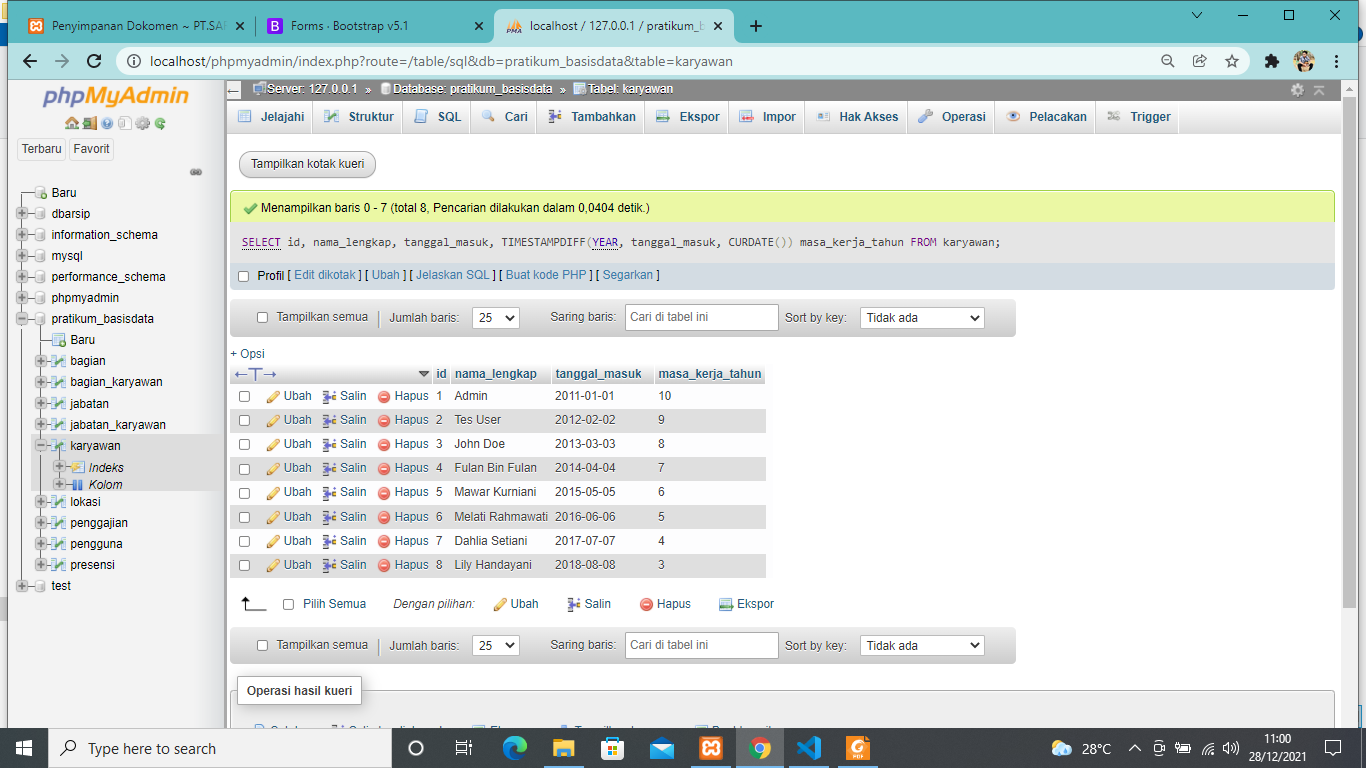 Penyimpanan Dokomen ~ PT.SAF
Forms · Bootstrap v5.1
localhost / 127.0.0.1 / pratikum_b
localhost/phpmyadmin/index.php?route=/table/sql&db=pratikum_basisdata&table=karyawan
phpMyAdmin
Terbaru Favorit
Baru
dbarsip
information_schema
mysql
performance_schema
phpmyadmin
pratikum_basisdata
Baru
bagian
bagian_karyawan
jabatan
jabatan_karyawan
karyawan
Indeks
Kolom
lokasi
penggajian
pengguna
presensi
test
Server: 127.0.0.1 » Database: pratikum_basisdata » Tabel: karyawan
Jelajahi Struktur SQL Cari Tambahkan Ekspor Impor Hak Akses Operasi Pelacakan Trigger
Tampilkan kotak kueri
Menampilkan baris 0 - 7 (total 8, Pencarian dilakukan dalam 0,0404 detik.)
SELECT id, nama_lengkap, tanggal_masuk, TIMESTAMPDIFF(YEAR, tanggal_masuk, CURDATE()) masa_kerja_tahun FROM karyawan;
Profil [ Edit dikotak ] [ Ubah ] [ Jelaskan SQL ] [ Buat kode PHP ] [ Segarkan ]
Tampilkan semua | Jumlah baris: 25 Saring baris: Cari di tabel ini Sort by key: Tidak ada
+ Opsi
←T→ id nama_lengkap tanggal_masuk masa_kerja_tahun
Ubah Salin Hapus 1 Admin 2011-01-01 10
Ubah Salin Hapus 2 Tes User 2012-02-02 9
Ubah Salin Hapus 3 John Doe 2013-03-03 8
Ubah Salin Hapus 4 Fulan Bin Fulan 2014-04-04 7
Ubah Salin Hapus 5 Mawar Kurniani 2015-05-05 6
Ubah Salin Hapus 6 Melati Rahmawati 2016-06-06 5
Ubah Salin Hapus 7 Dahlia Setiani 2017-07-07 4
Ubah Salin Hapus 8 Lily Handayani 2018-08-08 3
Pilih Semua Dengan pilihan: Ubah Salin Hapus Ekspor
Tampilkan semua | Jumlah baris: 25 Saring baris: Cari di tabel ini Sort by key: Tidak ada
Operasi hasil kueri
Type here to search
28°C
11:00
28/12/2021